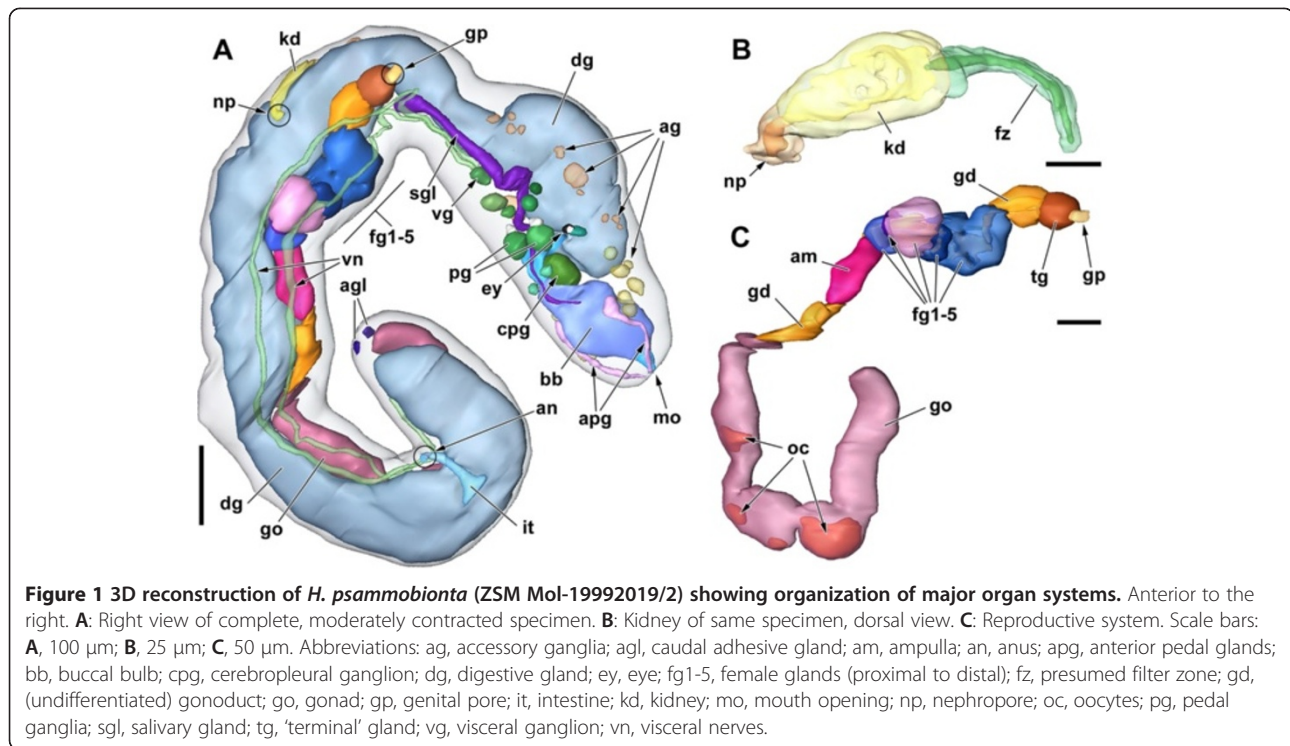 A
kd
gp
dg
np
ag
sgl
vg
fg1-5
vn
pg
ey
agl
cpg
bb
an
apg
mo
dg
go
it
B
kd
fz
np
gd
C
am
tg
gp
gd
fg1-5
go
oc
Figure 1 3D reconstruction of H. psammobionta (ZSM Mol-19992019/2) showing organization of major organ systems. Anterior to the
right. A: Right view of complete, moderately contracted specimen. B: Kidney of same specimen, dorsal view. C: Reproductive system. Scale bars:
A, 100 μm; B, 25 μm; C, 50 μm. Abbreviations: ag, accessory ganglia; agl, caudal adhesive gland; am, ampulla; an, anus; apg, anterior pedal glands;
bb, buccal bulb; cpg, cerebropleural ganglion; dg, digestive gland; ey, eye; fg1-5, female glands (proximal to distal); fz, presumed filter zone; gd,
(undifferentiated) gonoduct; go, gonad; gp, genital pore; it, intestine; kd, kidney; mo, mouth opening; np, nephropore; oc, oocytes; pg, pedal
ganglia; sgl, salivary gland; tg, ‘terminal’ gland; vg, visceral ganglion; vn, visceral nerves.